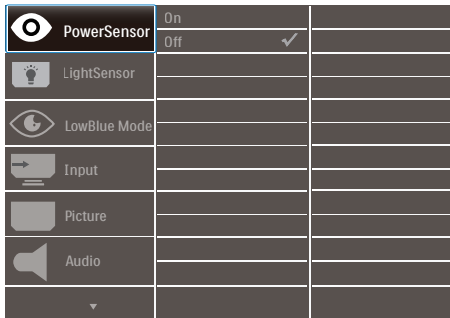 PowerSensor
On
Off
LightSensor
LowBlue Mode
Input
Picture
Audio